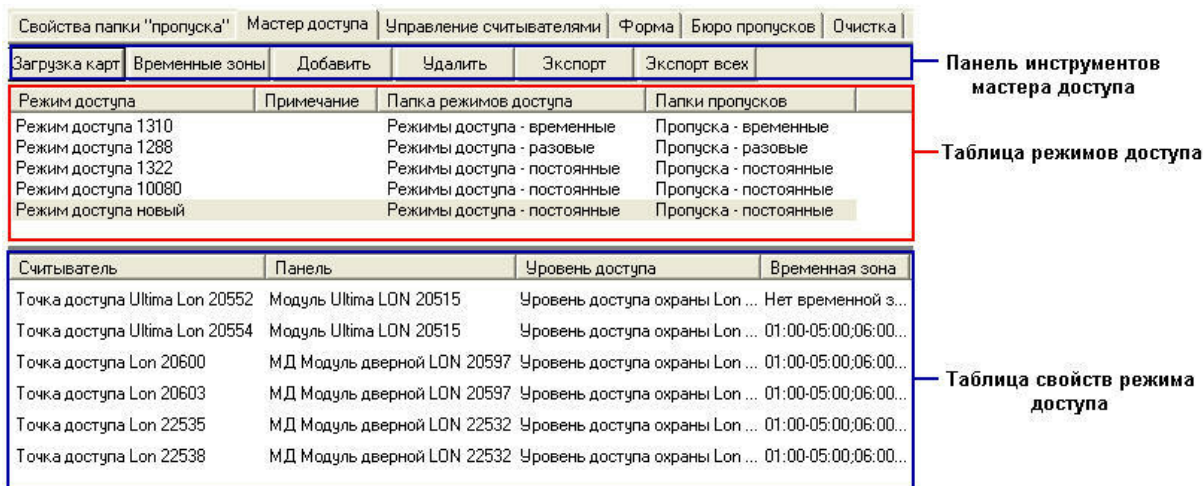 Свойства папки "пропуска" Мастер доступа Управление считывателями Форма Бюро пропусков Очистка
Загрузка карт Временные зоны Добавить Удалить Экспорт Экспорт всех
Панель инструментов
мастера доступа
Режим доступа Примечание Папка режимов доступа Папки пропусков
Режим доступа 1310 Режимы доступа - временные Пропуска - временные
Режим доступа 1288 Режимы доступа - разовые Пропуска - разовые
Режим доступа 1322 Режимы доступа - постоянные Пропуска - постоянные
Режим доступа 10080 Режимы доступа - постоянные Пропуска - постоянные
Режим доступа новый Режимы доступа - постоянные Пропуска - постоянные
Таблица режимов доступа
Считыватель Панель Уровень доступа Временная зона
Точка доступа Ultima Lon 20552 Модуль Ultima LON 20515 Уровень доступа охраны Lon ... Нет временной з...
Точка доступа Ultima Lon 20554 Модуль Ultima LON 20515 Уровень доступа охраны Lon ... 01:00-05:00;06:00...
Точка доступа Lon 20600 МД Модуль дверной LON 20597 Уровень доступа охраны Lon ... 01:00-05:00;06:00...
Точка доступа Lon 20603 МД Модуль дверной LON 20597 Уровень доступа охраны Lon ... 01:00-05:00;06:00...
Точка доступа Lon 22535 МД Модуль дверной LON 22532 Уровень доступа охраны Lon ... 01:00-05:00;06:00...
Точка доступа Lon 22538 МД Модуль дверной LON 22532 Уровень доступа охраны Lon ... 01:00-05:00;06:00...
Таблица свойств режима
доступа